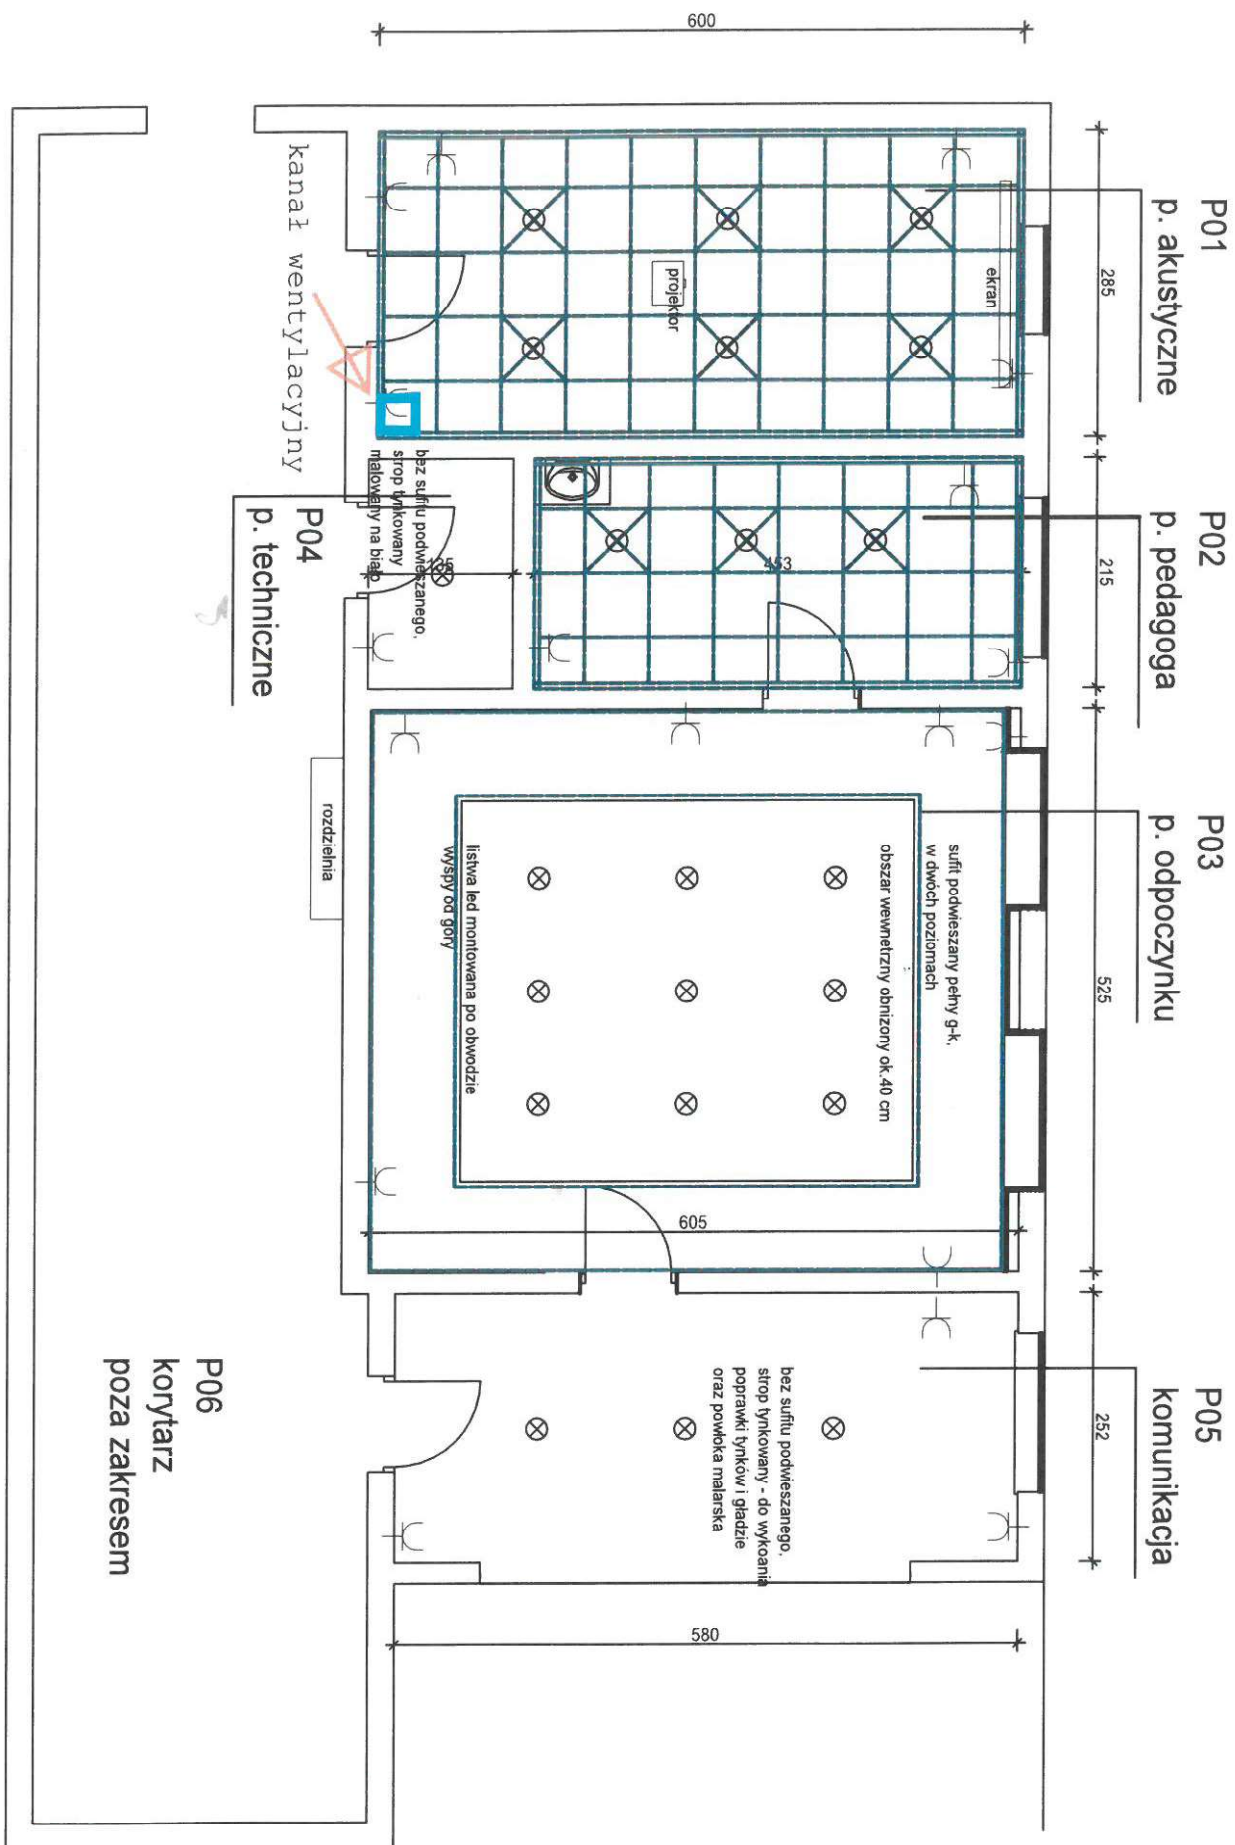 P01
p. akustyczne
P02
p. pedagoga
P03
p. odpoczynku
P05
komunikacja
285
215
525
252
600
ekran
projektor
kanał wentylacyjny
453
135
bez sufitu podwieszanego,
strop tynkowany
malowany na biało
P04
p. techniczne
sufit podwieszany pełny g-k,
w dwóch poziomach
obszar wewnetrzny obnizony ok.40 cm
listwa led montowana po obwodzie
wyspy od góry
605
rozdzielnia
bez sufitu podwieszanego,
strop tynkowany - do wykoania
poprawki tynków i gładzie
oraz powłoka malarska
580
P06
korytarz
poza zakresem